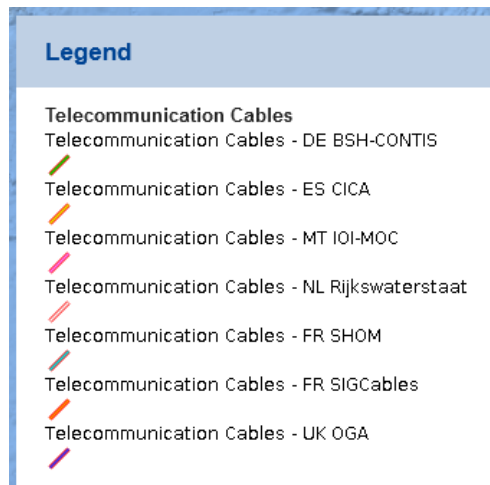 Legend
Telecommunication Cables
Telecommunication Cables - DE BSH-CONTIS
Telecommunication Cables - ES CICA
Telecommunication Cables - MT IOI-MOC
Telecommunication Cables - NL Rijkswaterstaat
Telecommunication Cables - FR SHOM
Telecommunication Cables - FR SIGCables
Telecommunication Cables - UK OGA